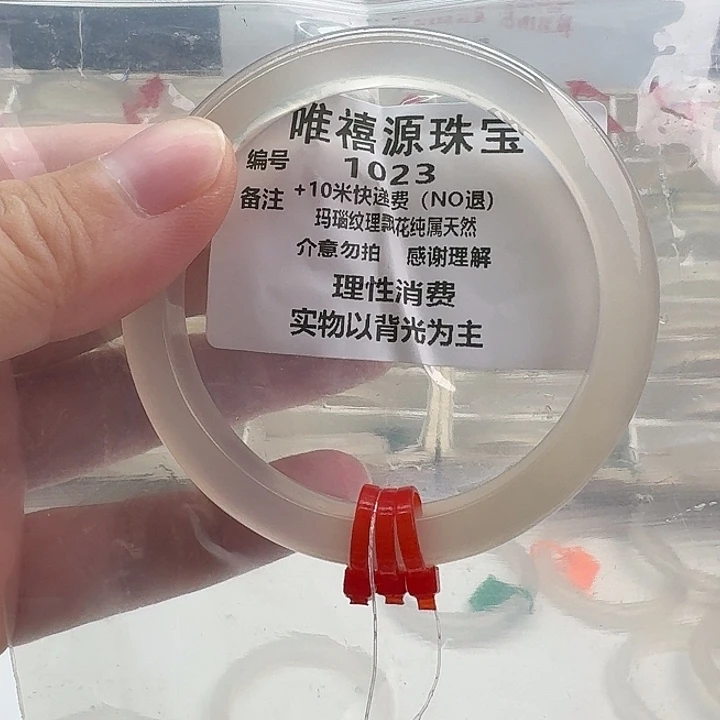 唯禧源珠宝
编号 1023
备注 +10米快递费（NO退）
玛瑙纹理飘花纯属天然
介意勿拍 感谢理解
理性消费
实物以背光为主